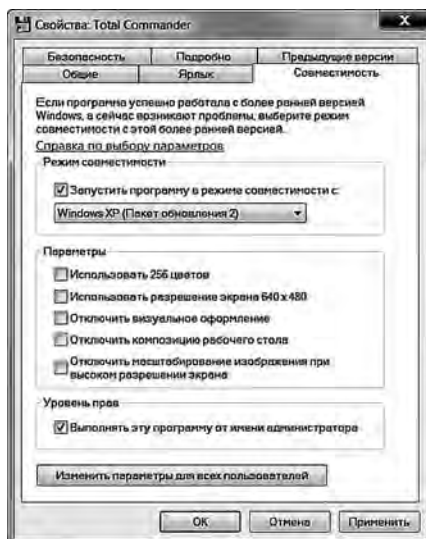 Свойства: Total Commander
Безопасность Подробно Предыдущие версии
Общие Ярлык Совместимость
Если программа успешно работала с более ранней версией
Windows, а сейчас возникают проблемы, выберите режим
совместимости с этой более ранней версией.
Справка по выбору параметров
Режим совместимости
Запустить программу в режиме совместимости с:
Windows XP (Пакет обновления 2)
Параметры
Использовать 256 цветов
Использовать разрешение экрана 640 x 480
Отключить визуальное оформление
Отключить композицию рабочего стола
Отключить масштабирование изображения при
высоком разрешении экрана
Уровень прав
Выполнять эту программу от имени администратора
Изменить параметры для всех пользователей
ОК Отмена Применить